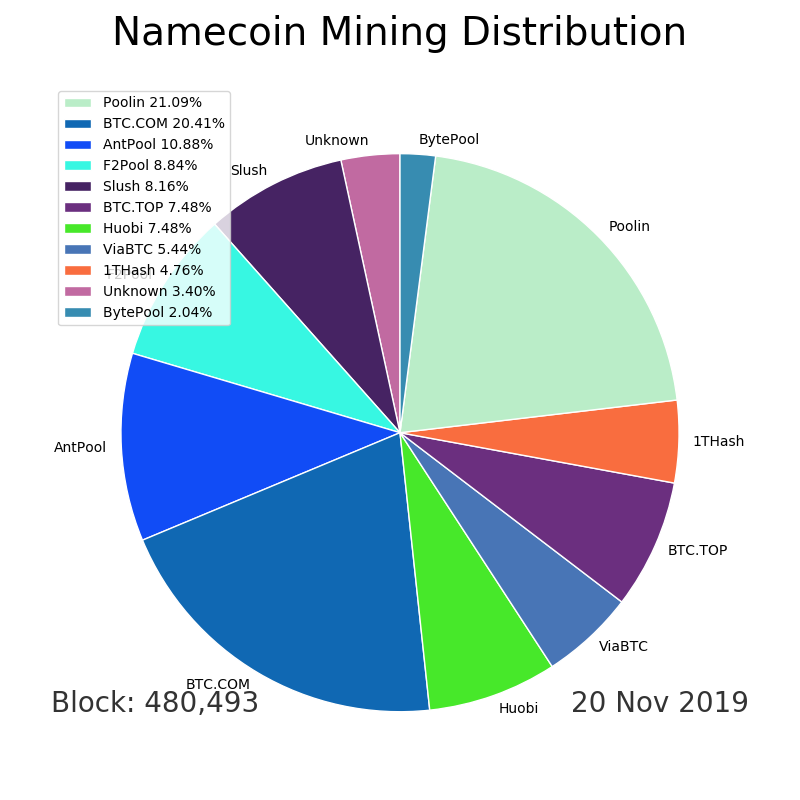 Namecoin Mining Distribution
Poolin 21.09%
BTC.COM 20.41%
AntPool 10.88%
F2Pool 8.84%
Slush 8.16%
BTC.TOP 7.48%
Huobi 7.48%
ViaBTC 5.44%
1THash 4.76%
Unknown 3.40%
BytePool 2.04%
Unknown
BytePool
Slush
Poolin
F2Pool
1THash
AntPool
BTC.TOP
ViaBTC
BTC.COM
Huobi
Block: 480,493
20 Nov 2019